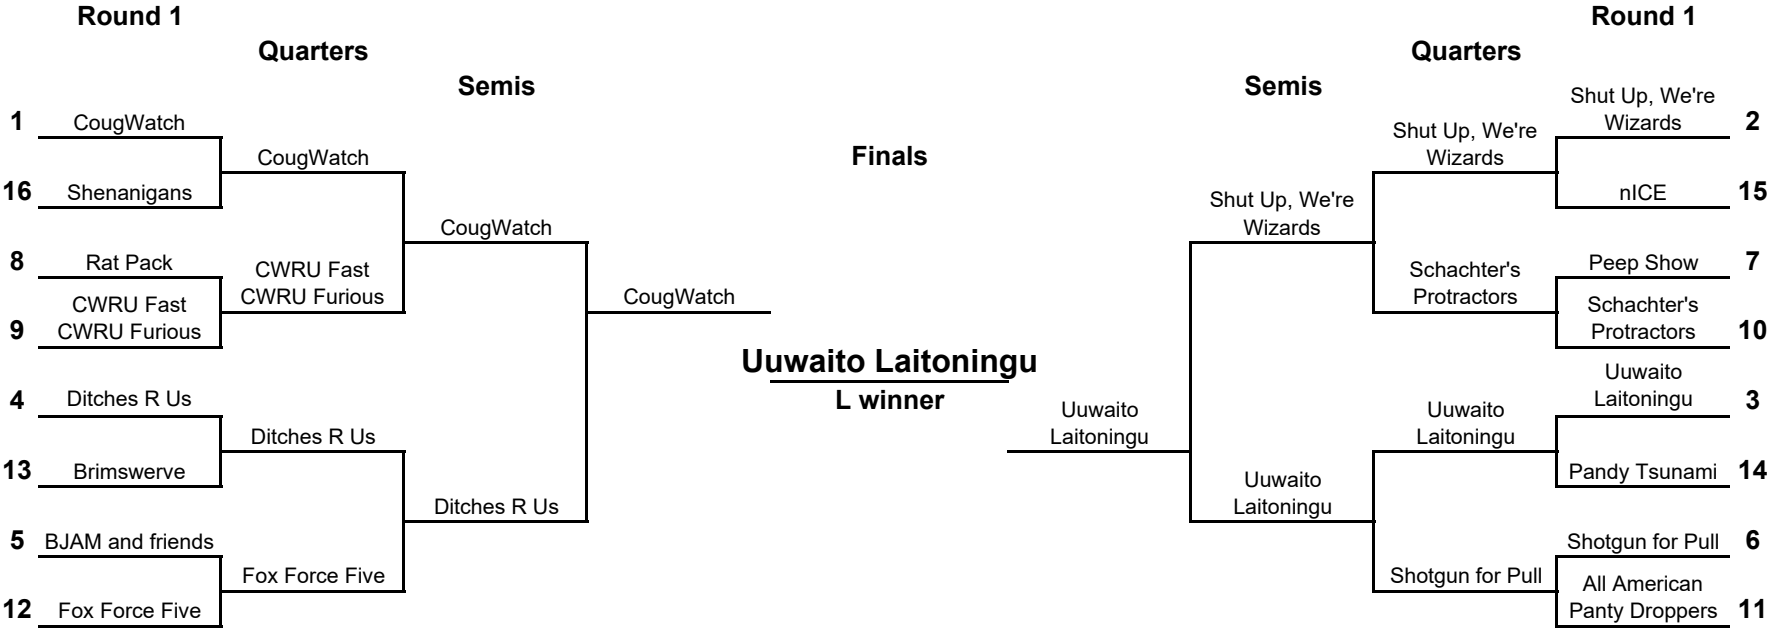 Round 1
Round 1
Quarters
Quarters
Semis
Semis
Finals
1
CougWatch
16
Shenanigans
8
Rat Pack
9
CWRU Fast
CWRU Furious
4
Ditches R Us
13
Brimswerve
5
BJAM and friends
12
Fox Force Five
CougWatch
CWRU Fast
CWRU Furious
Ditches R Us
Fox Force Five
CougWatch
Ditches R Us
CougWatch
Uuwaito Laitoningu
L winner
Uuwaito
Laitoningu
Shut Up, We're
Wizards
Uuwaito
Laitoningu
Shut Up, We're
Wizards
Schachter's
Protractors
Uuwaito
Laitoningu
Shotgun for Pull
Shut Up, We're
Wizards
2
nICE
15
Peep Show
7
Schachter's
Protractors
10
Uuwaito
Laitoningu
3
Pandy Tsunami
14
Shotgun for Pull
6
All American
Panty Droppers
11